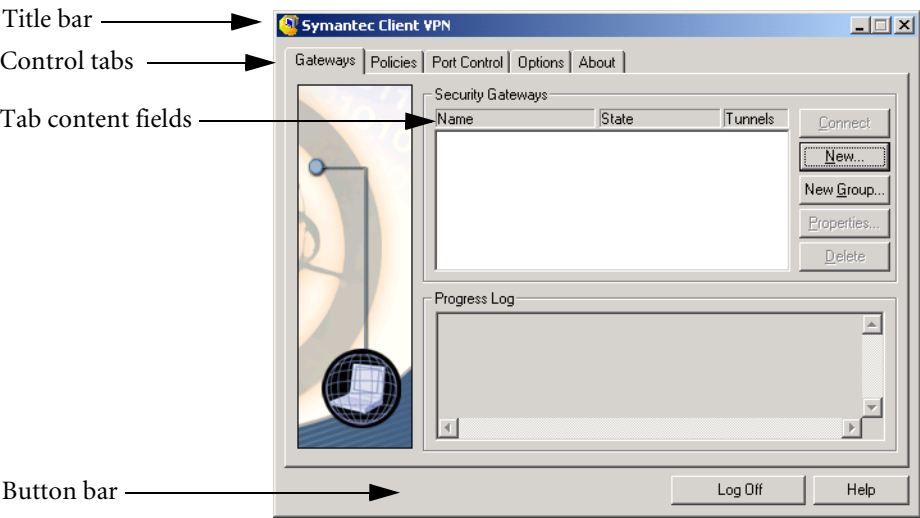 Title bar
Symantec Client VPN
Control tabs
Gateways Policies Port Control Options About
Tab content fields
Security Gateways
Name State Tunnels
Connect
New...
New Group...
Properties...
Delete
Progress Log
Button bar
Log Off Help